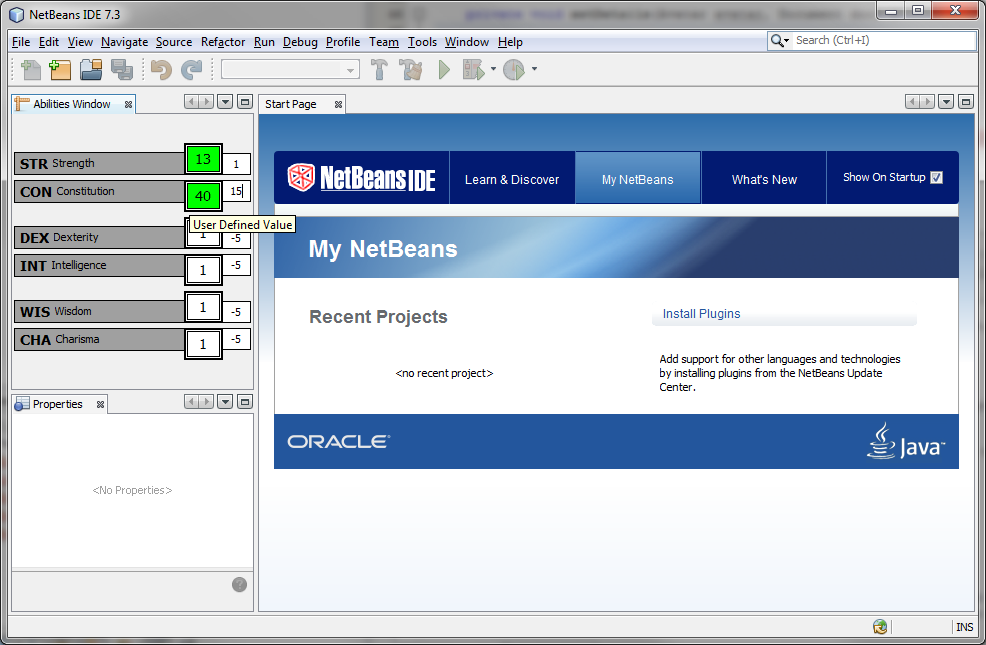 NetBeans IDE 7.3
File Edit View Navigate Source Refactor Run Debug Profile Team Tools Window Help
Search (Ctrl+I)
Abilities Window
Start Page
STR Strength 13 1
CON Constitution 40 15
User Defined Value
DEX Dexterity 1 -5
INT Intelligence 1 -5
WIS Wisdom 1 -5
CHA Charisma 1 -5
Properties
<No Properties>
NetBeans IDE
Learn & Discover
My NetBeans
What's New
Show On Startup
My NetBeans
Recent Projects
<no recent project>
Install Plugins
Add support for other languages and technologies
by installing plugins from the NetBeans Update
Center.
ORACLE
Java
INS